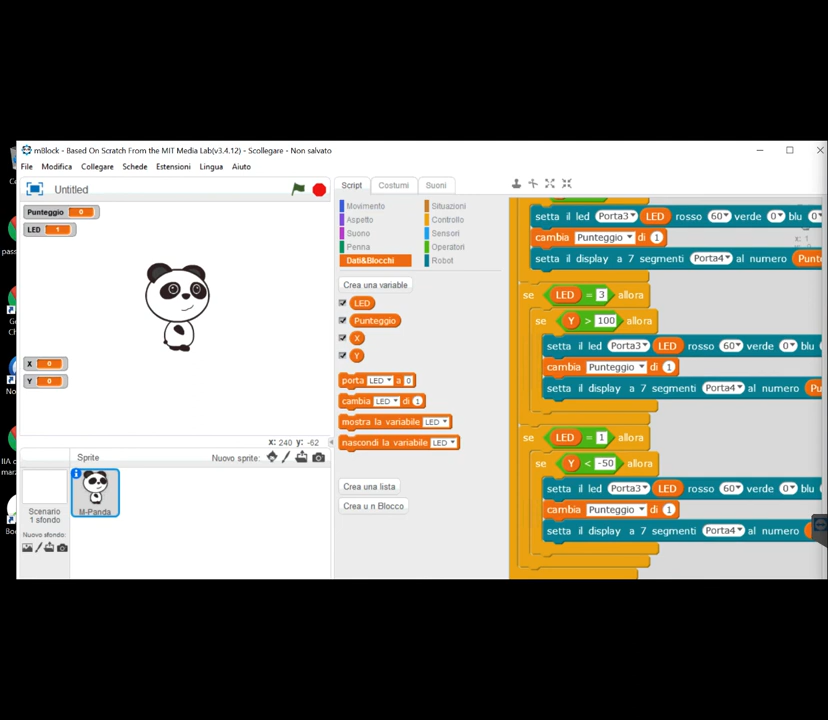 mBlock - Based On Scratch From the MIT Media Lab(v3.4.12) - Scollegare - Non salvato
File Modifica Collegare Schede Estensioni Lingua Aiuto
Untitled
Punteggio 0
LED 1
X 0
Y 0
x: 240 y: -62
Sprite Nuovo sprite:
Scenario
1 sfondo
Nuovo sfondo:
M-Panda
Script Costumi Suoni
Movimento Situazioni
Aspetto Controllo
Suono Sensori
Penna Operatori
Dati&Blocchi Robot
Crea una variabile
LED
Punteggio
X
Y
porta LED a 0
cambia LED di 1
mostra la variabile LED
nascondi la variabile LED
Crea una lista
Crea u n Blocco
setta il led Porta3 LED rosso 60 verde 0 blu 0
cambia Punteggio di 1
setta il display a 7 segmenti Porta4 al numero
se LED = 3 allora
se Y > 100 allora
setta il led Porta3 LED rosso 60 verde 0 blu
cambia Punteggio di 1
setta il display a 7 segmenti Porta4 al numero
se LED = 1 allora
se Y < -50 allora
setta il led Porta3 LED rosso 60 verde 0 blu
cambia Punteggio di 1
setta il display a 7 segmenti Porta4 al numero